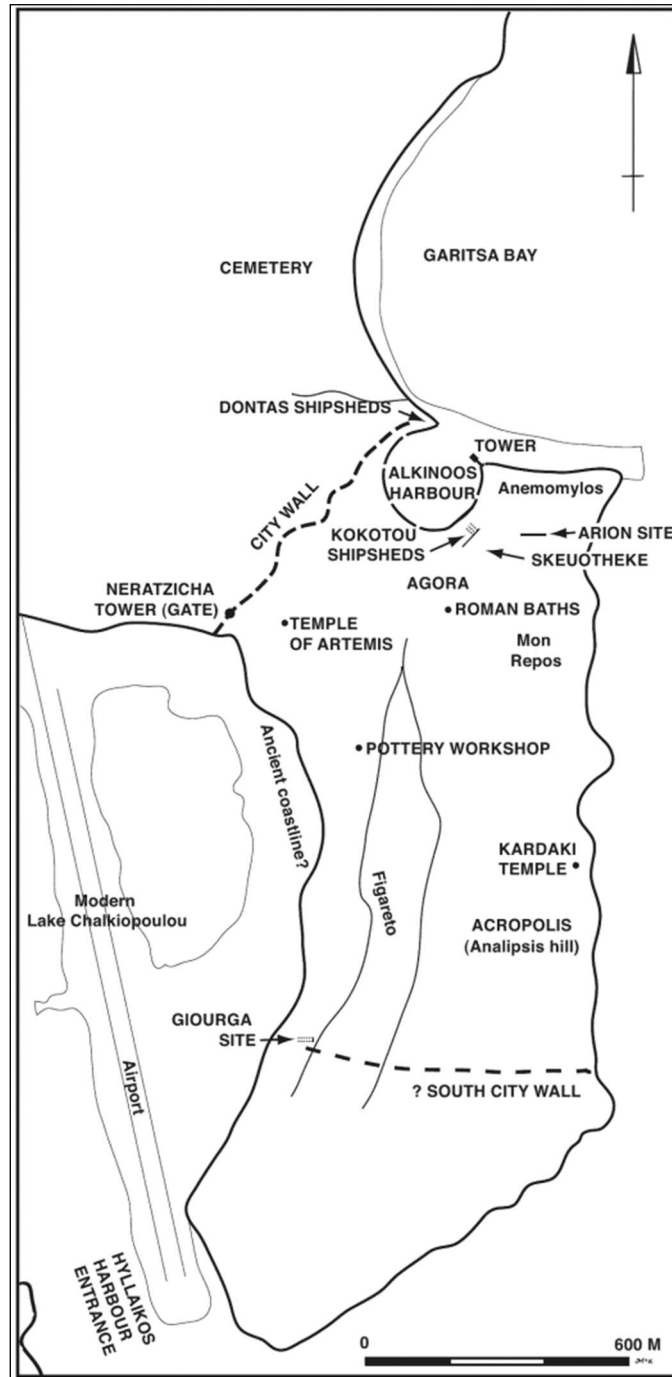 CEMETERY
GARITSA BAY
DONTAS SHIPSHEDS
TOWER
ALKINOOS
HARBOUR
Anemomylos
CITY WALL
KOKOTOU
SHIPSHEDS
ARION SITE
SKEUOTHEKE
AGORA
NERATZICHA
TOWER (GATE)
TEMPLE
OF ARTEMIS
ROMAN BATHS
Mon
Repos
Ancient coastline?
POTTERY WORKSHOP
KARDAKI
TEMPLE
Figareto
Modern
Lake Chalkiopoulou
ACROPOLIS
(Analipsis hill)
GIOURGA
SITE
Airport
? SOUTH CITY WALL
HYLLAIKOS
HARBOUR
ENTRANCE
0
600 M